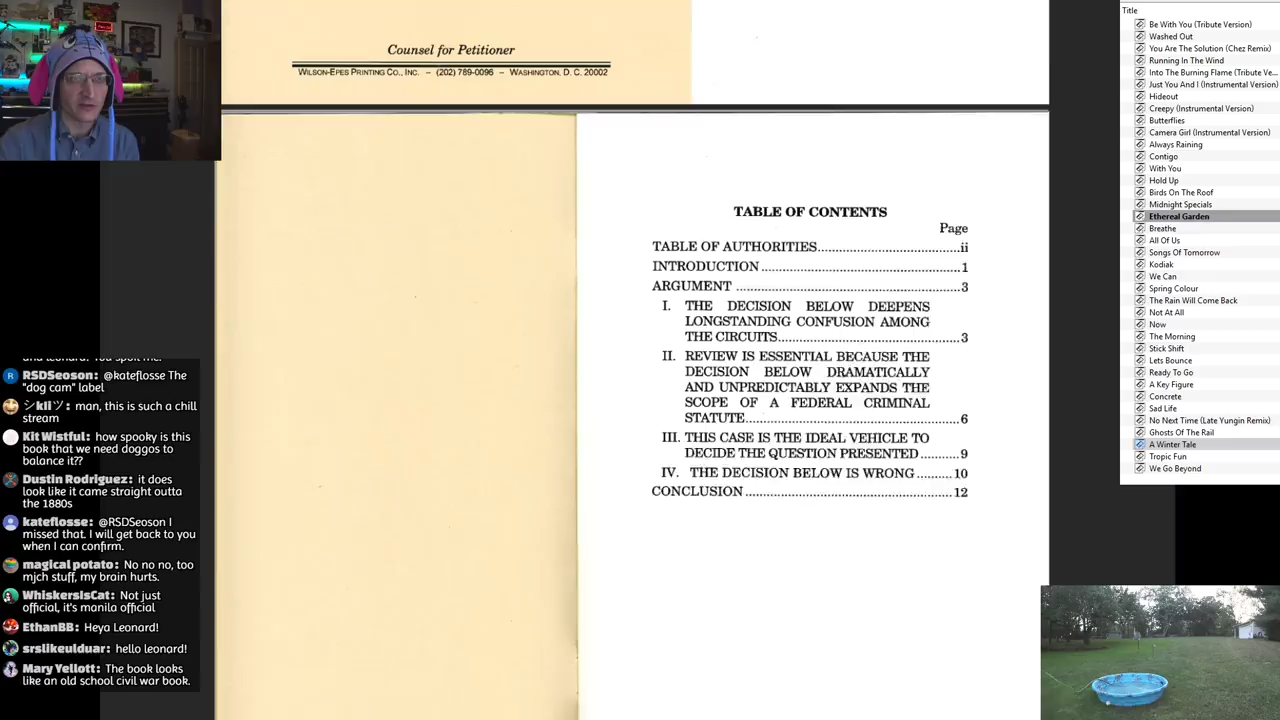 Counsel for Petitioner
WILSON-EPES PRINTING CO., INC. – (202) 789-0096 – WASHINGTON, D. C. 20002
TABLE OF CONTENTS
Page
TABLE OF AUTHORITIES ii
INTRODUCTION 1
ARGUMENT 3
I. THE DECISION BELOW DEEPENS
LONGSTANDING CONFUSION AMONG
THE CIRCUITS 3
II. REVIEW IS ESSENTIAL BECAUSE THE
DECISION BELOW DRAMATICALLY
AND UNPREDICTABLY EXPANDS THE
SCOPE OF A FEDERAL CRIMINAL
STATUTE 6
III. THIS CASE IS THE IDEAL VEHICLE TO
DECIDE THE QUESTION PRESENTED 9
IV. THE DECISION BELOW IS WRONG 10
CONCLUSION 12
and leonard. You spoil me.
RSDSeoson: @kateflosse The
"dog cam" label
シkliツ: man, this is such a chill
stream
Kit Wistful: how spooky is this
book that we need doggos to
balance it??
Dustin Rodriguez: it does
look like it came straight outta
the 1880s
kateflosse: @RSDSeoson I
missed that. I will get back to you
when I can confirm.
magical potato: No no no, too
mjch stuff, my brain hurts.
WhiskersIsCat: Not just
official, it's manila official
EthanBB: Heya Leonard!
srslikeulduar: hello leonard!
Mary Yellott: The book looks
like an old school civil war book.
Title
Be With You (Tribute Version)
Washed Out
You Are The Solution (Chez Remix)
Running In The Wind
Into The Burning Flame (Tribute Ve...
Just You And I (Instrumental Version)
Hideout
Creepy (Instrumental Version)
Butterflies
Camera Girl (Instrumental Version)
Always Raining
Contigo
With You
Hold Up
Birds On The Roof
Midnight Specials
Ethereal Garden
Breathe
All Of Us
Songs Of Tomorrow
Kodiak
We Can
Spring Colour
The Rain Will Come Back
Not At All
Now
The Morning
Stick Shift
Lets Bounce
Ready To Go
A Key Figure
Concrete
Sad Life
No Next Time (Late Yungin Remix)
Ghosts Of The Rail
A Winter Tale
Tropic Fun
We Go Beyond